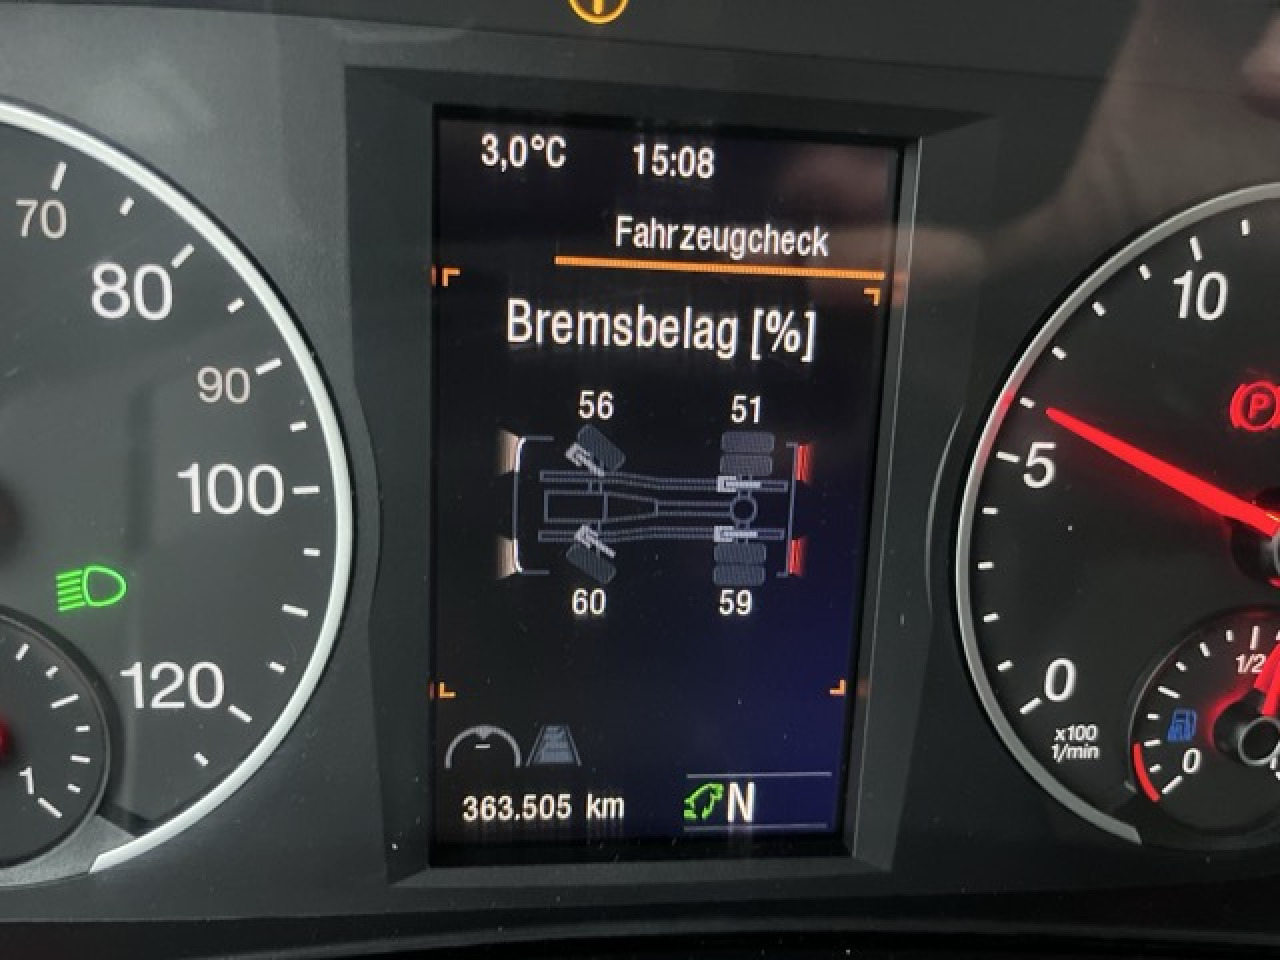 3,0°C 15:08
Fahrzeugcheck
Bremsbelag [%]
56 51
60 59
363.505 km N
70
80
90
100
120
1
10
5
0
x100
1/min
P
1/2
0